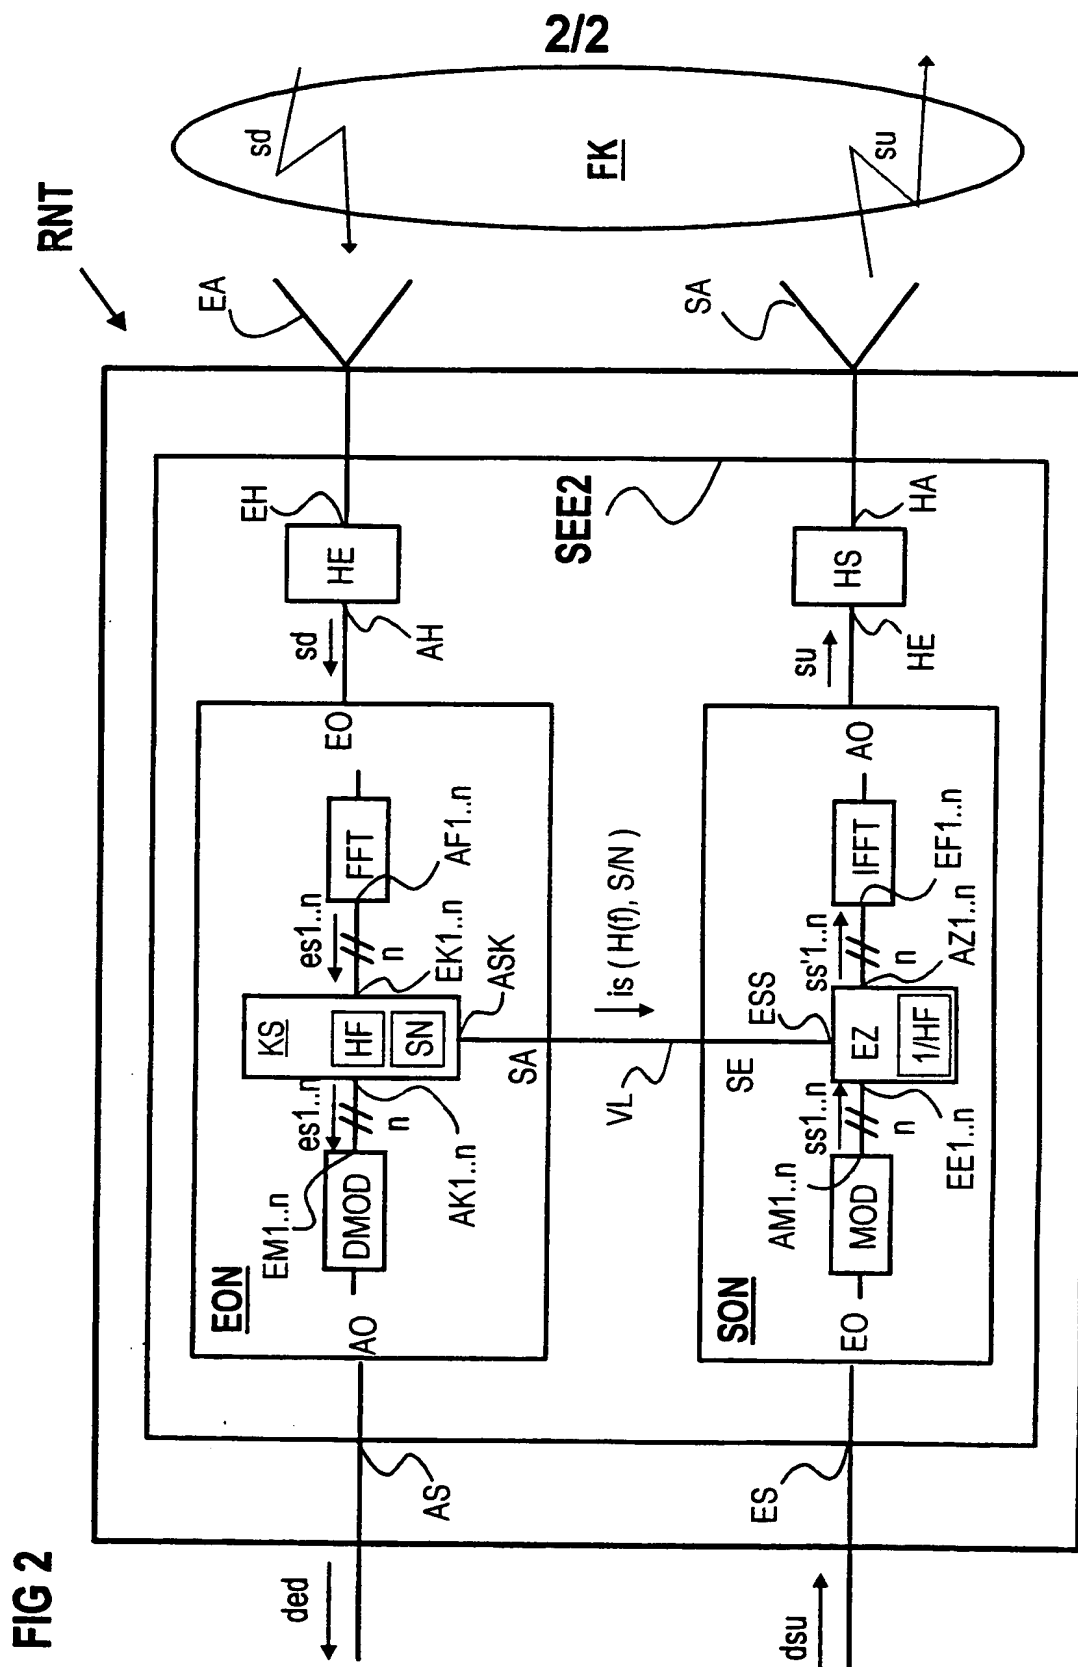 2/2
FIG 2
RNT
FK
sd
su
EA
SA
SEE2
EH
HE
AH
sd
HA
HS
HE
su
EON
EO
FFT
AF1..n
es1..n
n
EK1..n
KS
HF
SN
ASK
SA
es1..n
n
AK1..n
EM1..n
DMOD
AO
is ( H(f), S/N )
VL
SON
AO
IFFT
EF1..n
ss'1..n
n
AZ1..n
ESS
EZ
1/HF
SE
ss1..n
n
EE1..n
AM1..n
MOD
EO
AS
ES
ded
dsu